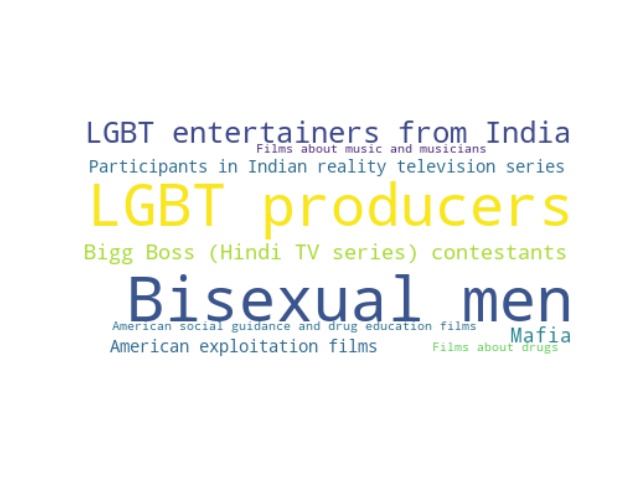 LGBT entertainers from India
Films about music and musicians
Participants in Indian reality television series
LGBT producers
Bigg Boss (Hindi TV series) contestants
Bisexual men
American social guidance and drug education films
Mafia
American exploitation films
Films about drugs